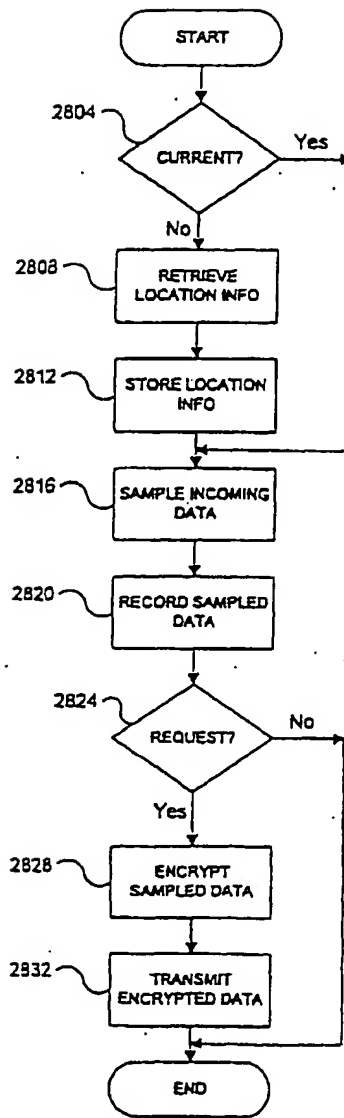 START
2804
CURRENT?
Yes
No
2808
RETRIEVE
LOCATION INFO
2812
STORE LOCATION
INFO
2816
SAMPLE INCOMING
DATA
2820
RECORD SAMPLED
DATA
2824
REQUEST?
No
Yes
2828
ENCRYPT
SAMPLED DATA
2832
TRANSMIT
ENCRYPTED DATA
END